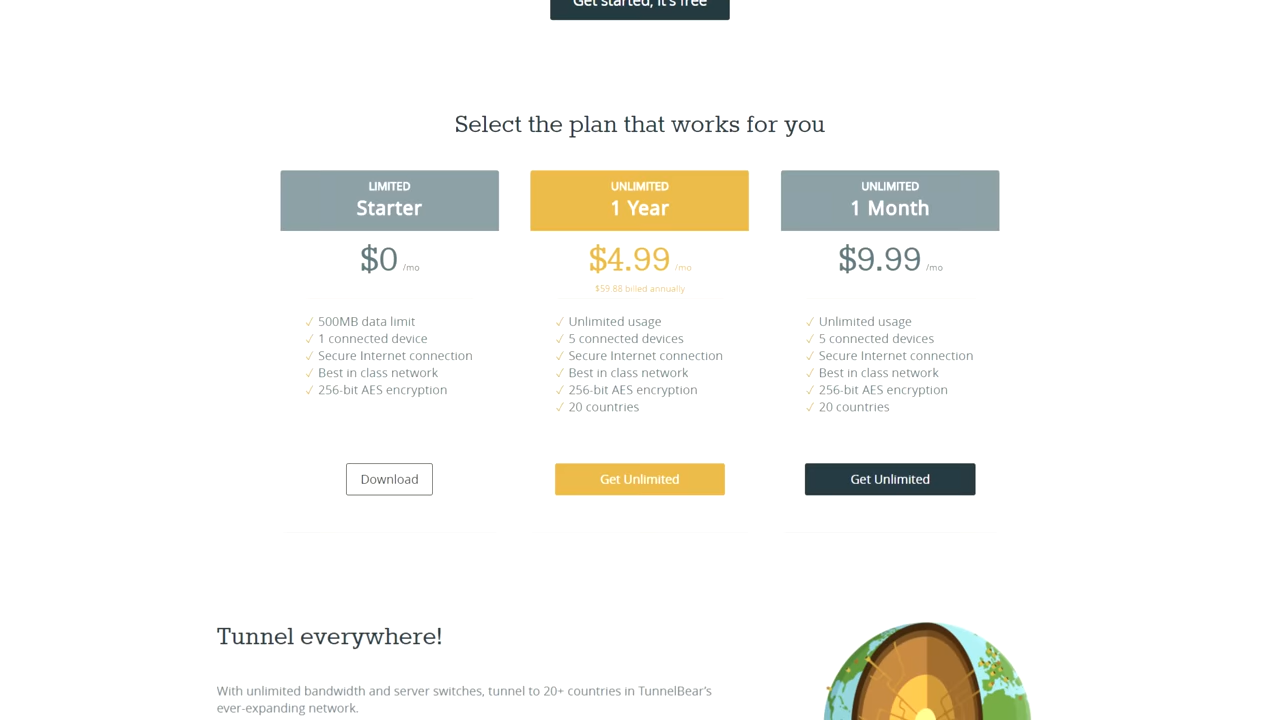 Get started, it's free
Select the plan that works for you
LIMITED
Starter
$0 /mo
✓ 500MB data limit
✓ 1 connected device
✓ Secure Internet connection
✓ Best in class network
✓ 256-bit AES encryption
Download
UNLIMITED
1 Year
$4.99 /mo
$59.88 billed annually
✓ Unlimited usage
✓ 5 connected devices
✓ Secure Internet connection
✓ Best in class network
✓ 256-bit AES encryption
✓ 20 countries
Get Unlimited
UNLIMITED
1 Month
$9.99 /mo
✓ Unlimited usage
✓ 5 connected devices
✓ Secure Internet connection
✓ Best in class network
✓ 256-bit AES encryption
✓ 20 countries
Get Unlimited
Tunnel everywhere!
With unlimited bandwidth and server switches, tunnel to 20+ countries in TunnelBear's
ever-expanding network.